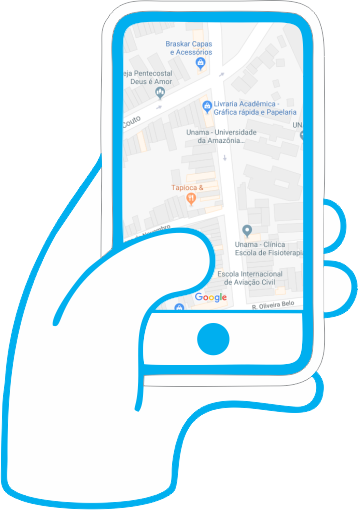 Braskar Capas
e Acessórios
eja Pentecostal
Deus é Amor
Livraria Acadêmica -
Gráfica rápida e Papelaria
Couto
UN
Unama - Universidade
da Amazônia...
Tapioca &
Novembro
Unama - Clínica
Escola de Fisioterapia
Escola Internacional
de Aviação Civil
Google
R. Oliveira Belo